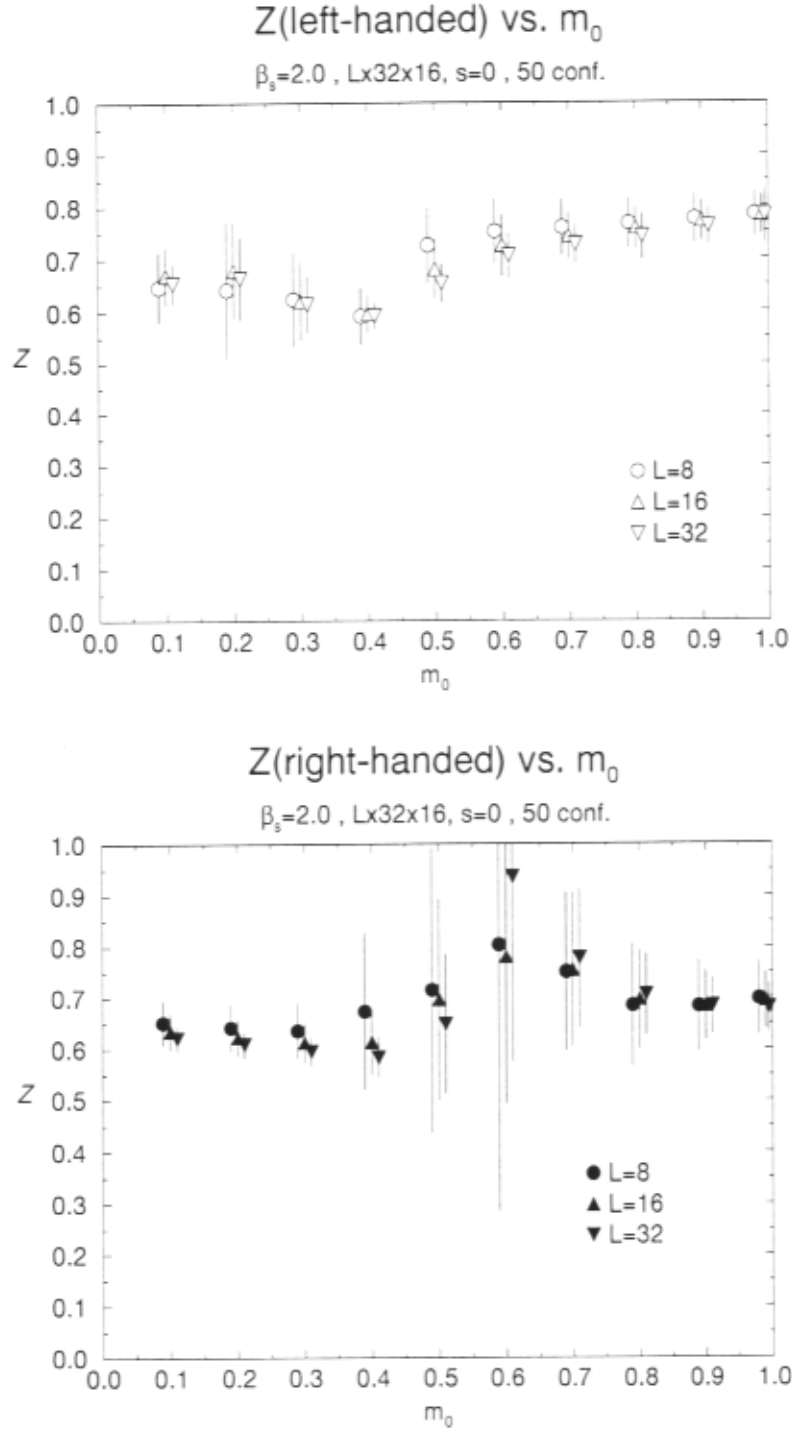 Z(left-handed) vs. m₀
βₛ=2.0 , Lx32x16, s=0 , 50 conf.
1.0
0.9
0.8
0.7
0.6
0.5
0.4
0.3
0.2
0.1
0.0
Z
L=8
L=16
L=32
0.0 0.1 0.2 0.3 0.4 0.5 0.6 0.7 0.8 0.9 1.0
m₀
Z(right-handed) vs. m₀
βₛ=2.0 , Lx32x16, s=0 , 50 conf.
1.0
0.9
0.8
0.7
0.6
0.5
0.4
0.3
0.2
0.1
0.0
Z
L=8
L=16
L=32
0.0 0.1 0.2 0.3 0.4 0.5 0.6 0.7 0.8 0.9 1.0
m₀